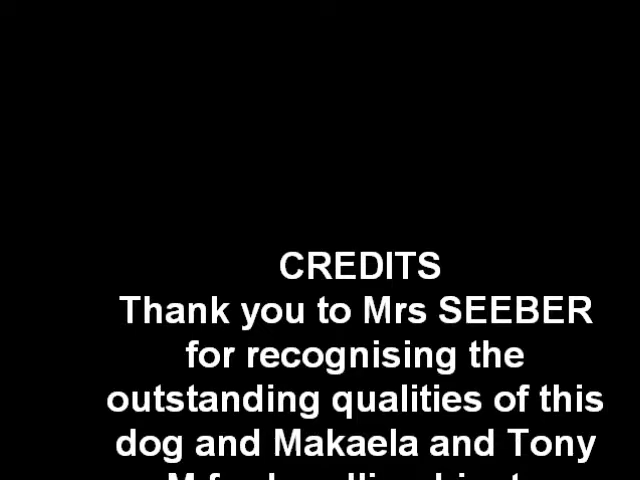 CREDITS
Thank you to Mrs SEEBER
for recognising the
outstanding qualities of this
dog and Makaela and Tony